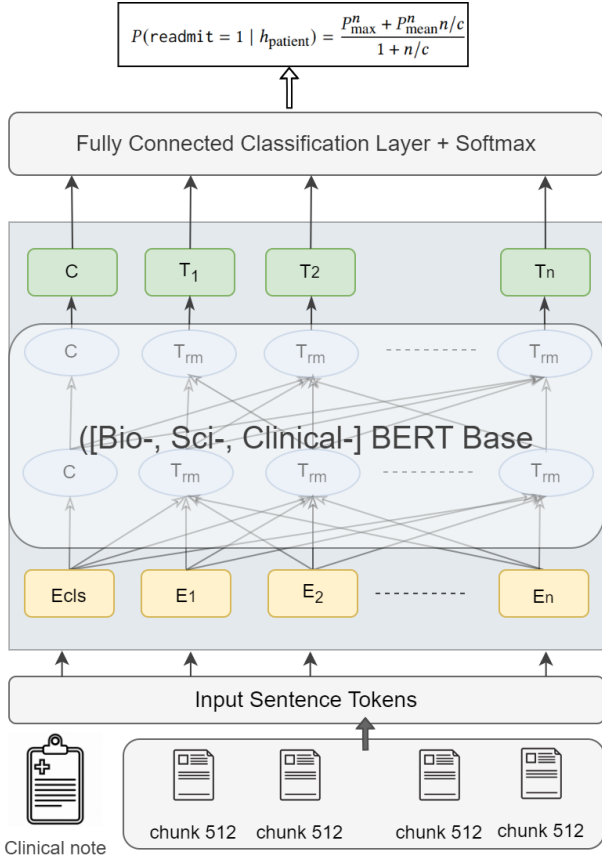 P(readmit = 1 | h_patient) = (P^n_max + P^n_mean n/c) / (1 + n/c)
Fully Connected Classification Layer + Softmax
C T1 T2 Tn
C Trm Trm Trm
([Bio-, Sci-, Clinical-] BERT Base
C Trm Trm Trm
Ecls E1 E2 En
Input Sentence Tokens
chunk 512 chunk 512 chunk 512 chunk 512
Clinical note